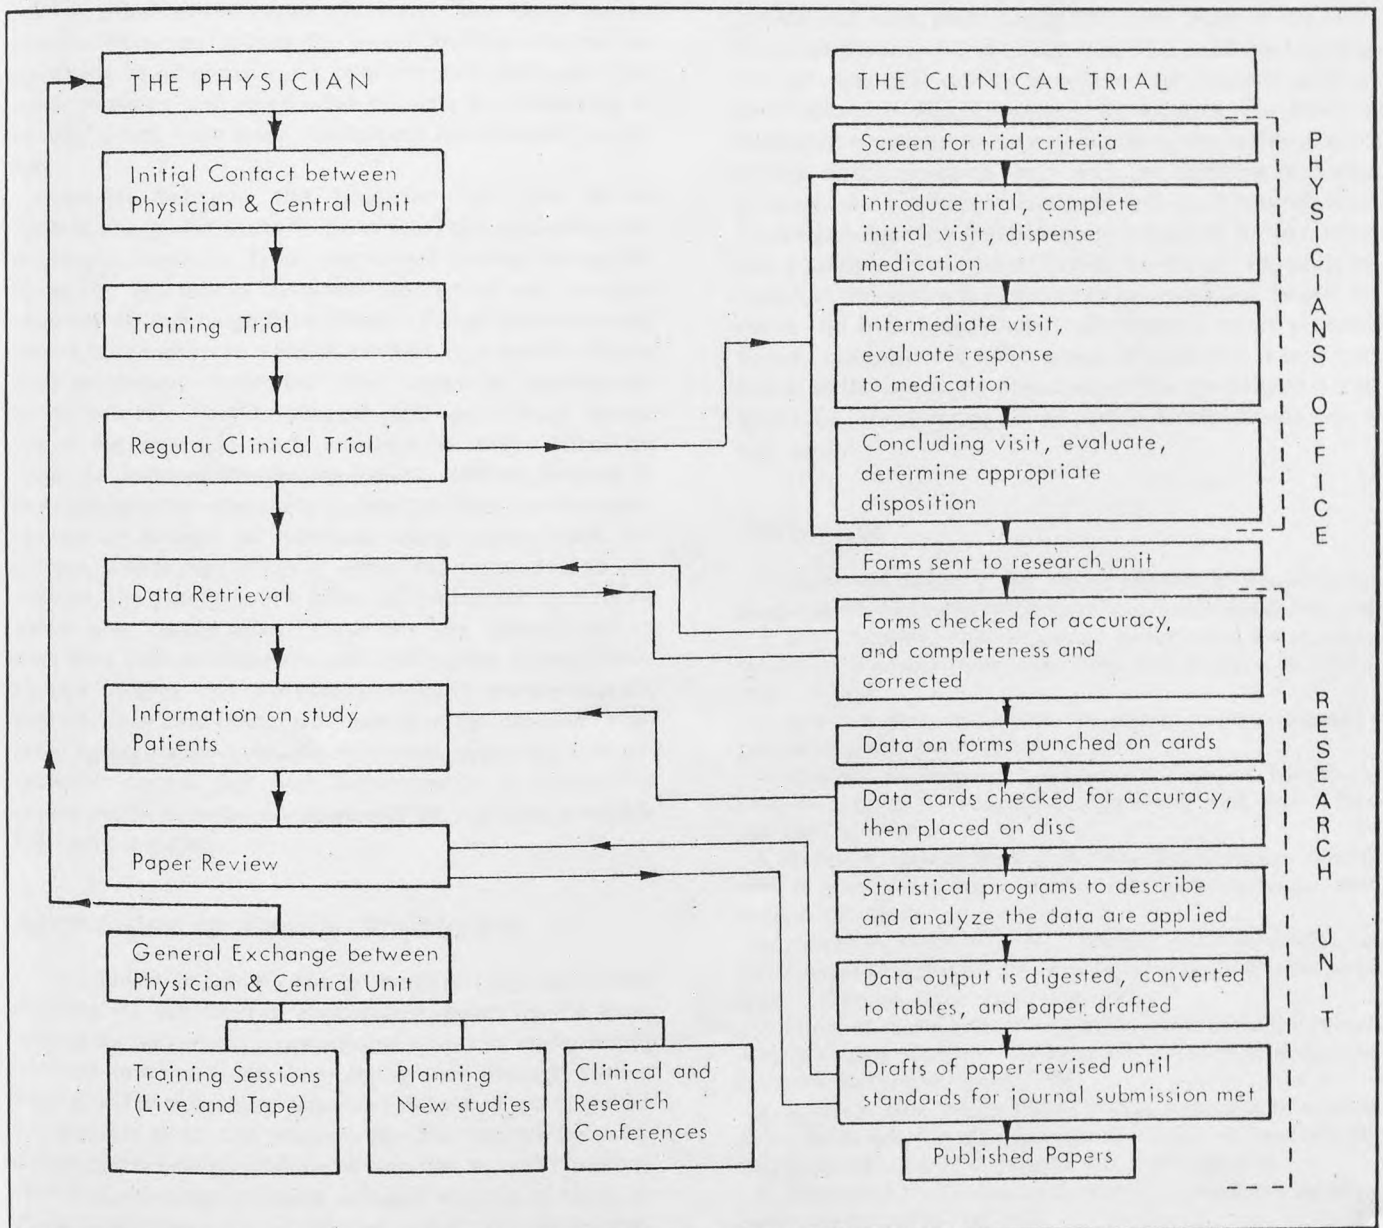 THE PHYSICIAN
Initial Contact between
Physician & Central Unit
Training Trial
Regular Clinical Trial
Data Retrieval
Information on study
Patients
Paper Review
General Exchange between
Physician & Central Unit
Training Sessions
(Live and Tape)
Planning
New studies
Clinical and
Research
Conferences
THE CLINICAL TRIAL
Screen for trial criteria
Introduce trial, complete
initial visit, dispense
medication
Intermediate visit,
evaluate response
to medication
Concluding visit, evaluate,
determine appropriate
disposition
Forms sent to research unit
Forms checked for accuracy,
and completeness and
corrected
Data on forms punched on cards
Data cards checked for accuracy,
then placed on disc
Statistical programs to describe
and analyze the data are applied
Data output is digested, converted
to tables, and paper drafted
Drafts of paper revised until
standards for journal submission met
Published Papers
PHYSICIANS OFFICE
RESEARCH UNIT